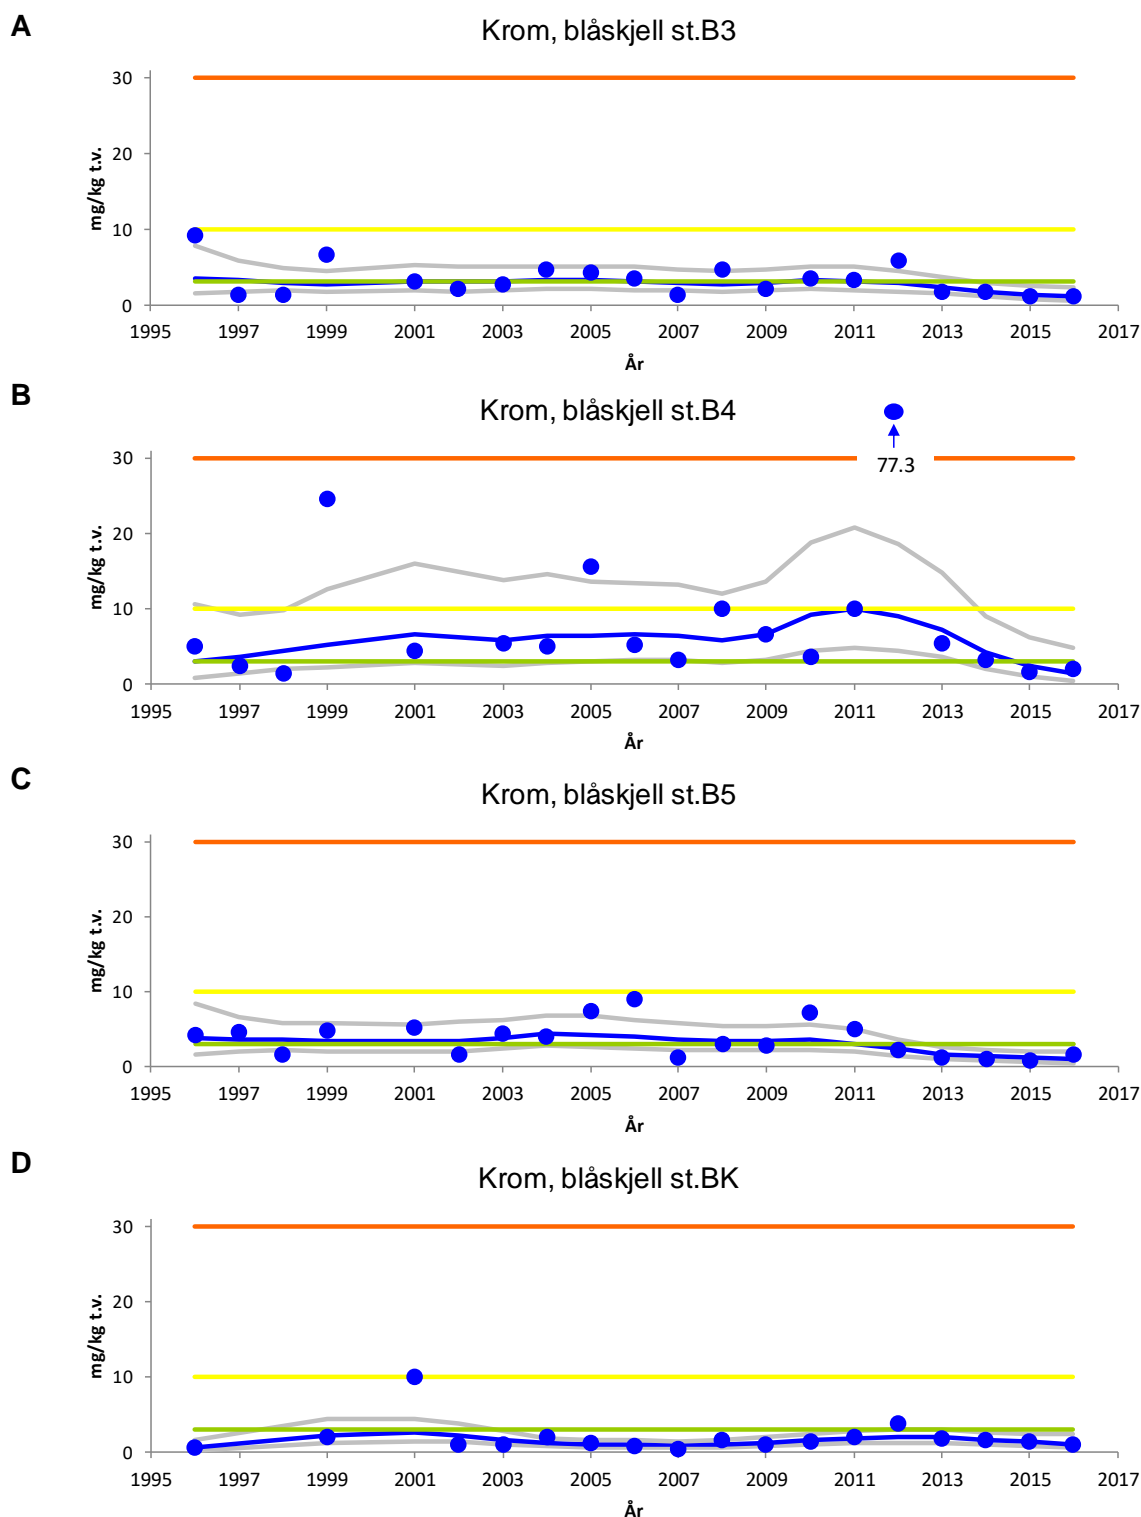 A
Krom, blåskjell st.B3
30
20
10
0
mg/kg t.v.
1995 1997 1999 2001 2003 2005 2007 2009 2011 2013 2015 2017
År
B
Krom, blåskjell st.B4
77.3
30
20
10
0
mg/kg t.v.
1995 1997 1999 2001 2003 2005 2007 2009 2011 2013 2015 2017
År
C
Krom, blåskjell st.B5
30
20
10
0
mg/kg t.v.
1995 1997 1999 2001 2003 2005 2007 2009 2011 2013 2015 2017
År
D
Krom, blåskjell st.BK
30
20
10
0
mg/kg t.v.
1995 1997 1999 2001 2003 2005 2007 2009 2011 2013 2015 2017
År